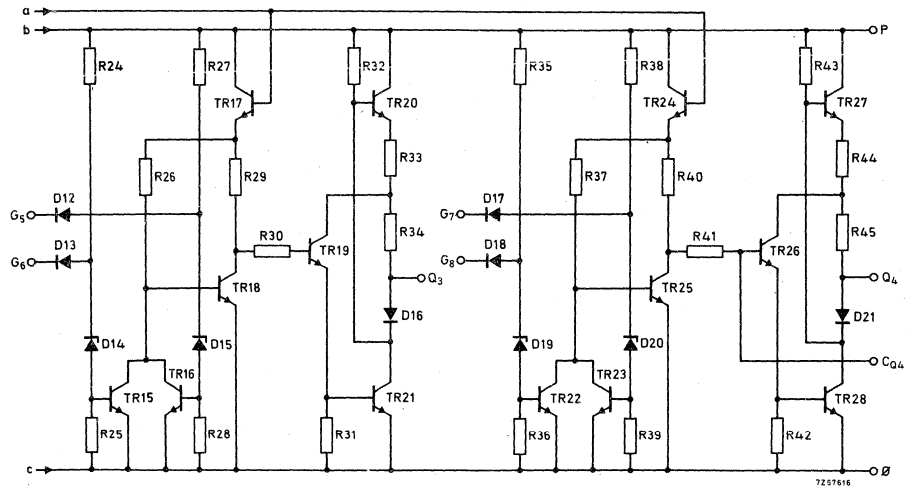 a
b
P
R24
R27
R32
R35
R38
R43
TR17
TR20
TR24
TR27
R26
R29
R33
R37
R40
R44
D12
G5
D17
G7
D13
G6
R30
TR19
R34
D18
G8
R41
TR26
R45
Q3
Q4
TR18
TR25
D16
D21
D14
D15
D19
D20
CQ4
TR16
TR15
TR23
TR22
TR21
TR28
R25
R28
R31
R36
R39
R42
c
Ø
7Z57616